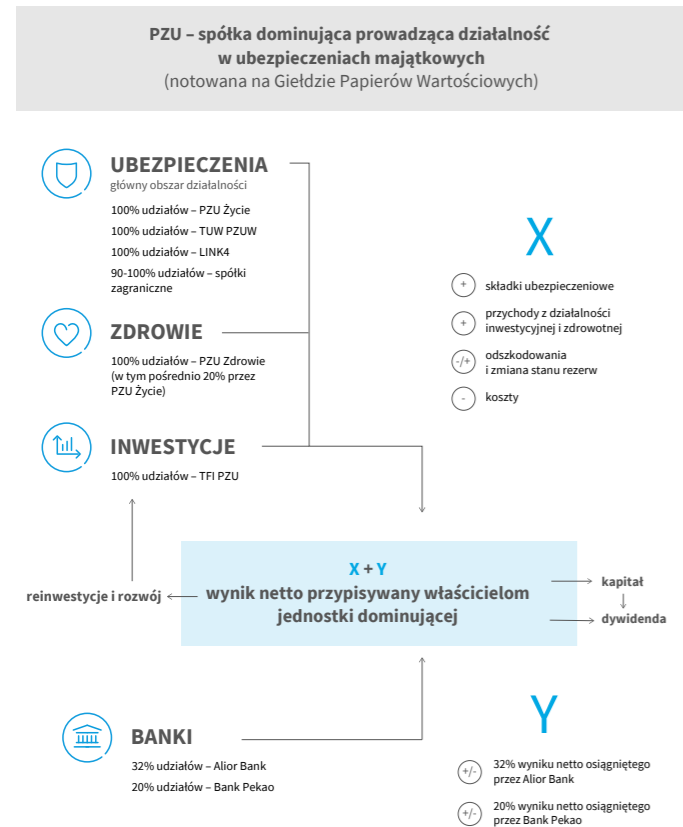 PZU – spółka dominująca prowadząca działalność
w ubezpieczeniach majątkowych
(notowana na Giełdzie Papierów Wartościowych)
UBEZPIECZENIA
główny obszar działalności
100% udziałów – PZU Życie
100% udziałów – TUW PZUW
100% udziałów – LINK4
90-100% udziałów – spółki
zagraniczne
X
+ składki ubezpieczeniowe
+ przychody z działalności
inwestycyjnej i zdrowotnej
-/+ odszkodowania
i zmiana stanu rezerw
- koszty
ZDROWIE
100% udziałów – PZU Zdrowie
(w tym pośrednio 20% przez
PZU Życie)
INWESTYCJE
100% udziałów – TFI PZU
X + Y
wynik netto przypisywany właścicielom
jednostki dominującej
reinwestycje i rozwój
kapitał
dywidenda
BANKI
32% udziałów – Alior Bank
20% udziałów – Bank Pekao
Y
+/- 32% wyniku netto osiągniętego
przez Alior Bank
+/- 20% wyniku netto osiągniętego
przez Bank Pekao